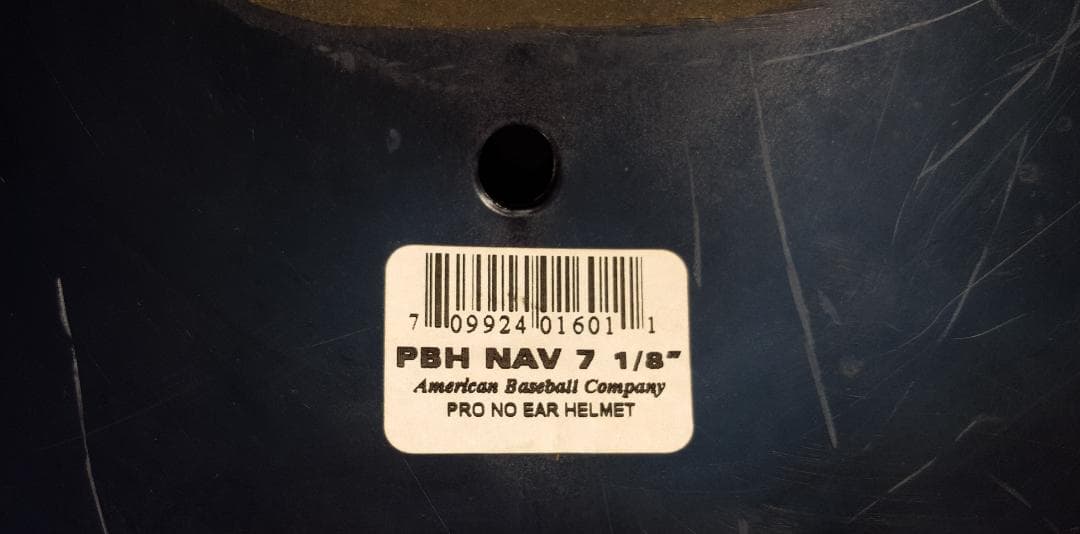 7 09924 01601 1
PBH NAV 7 1/8"
American Baseball Company
PRO NO EAR HELMET